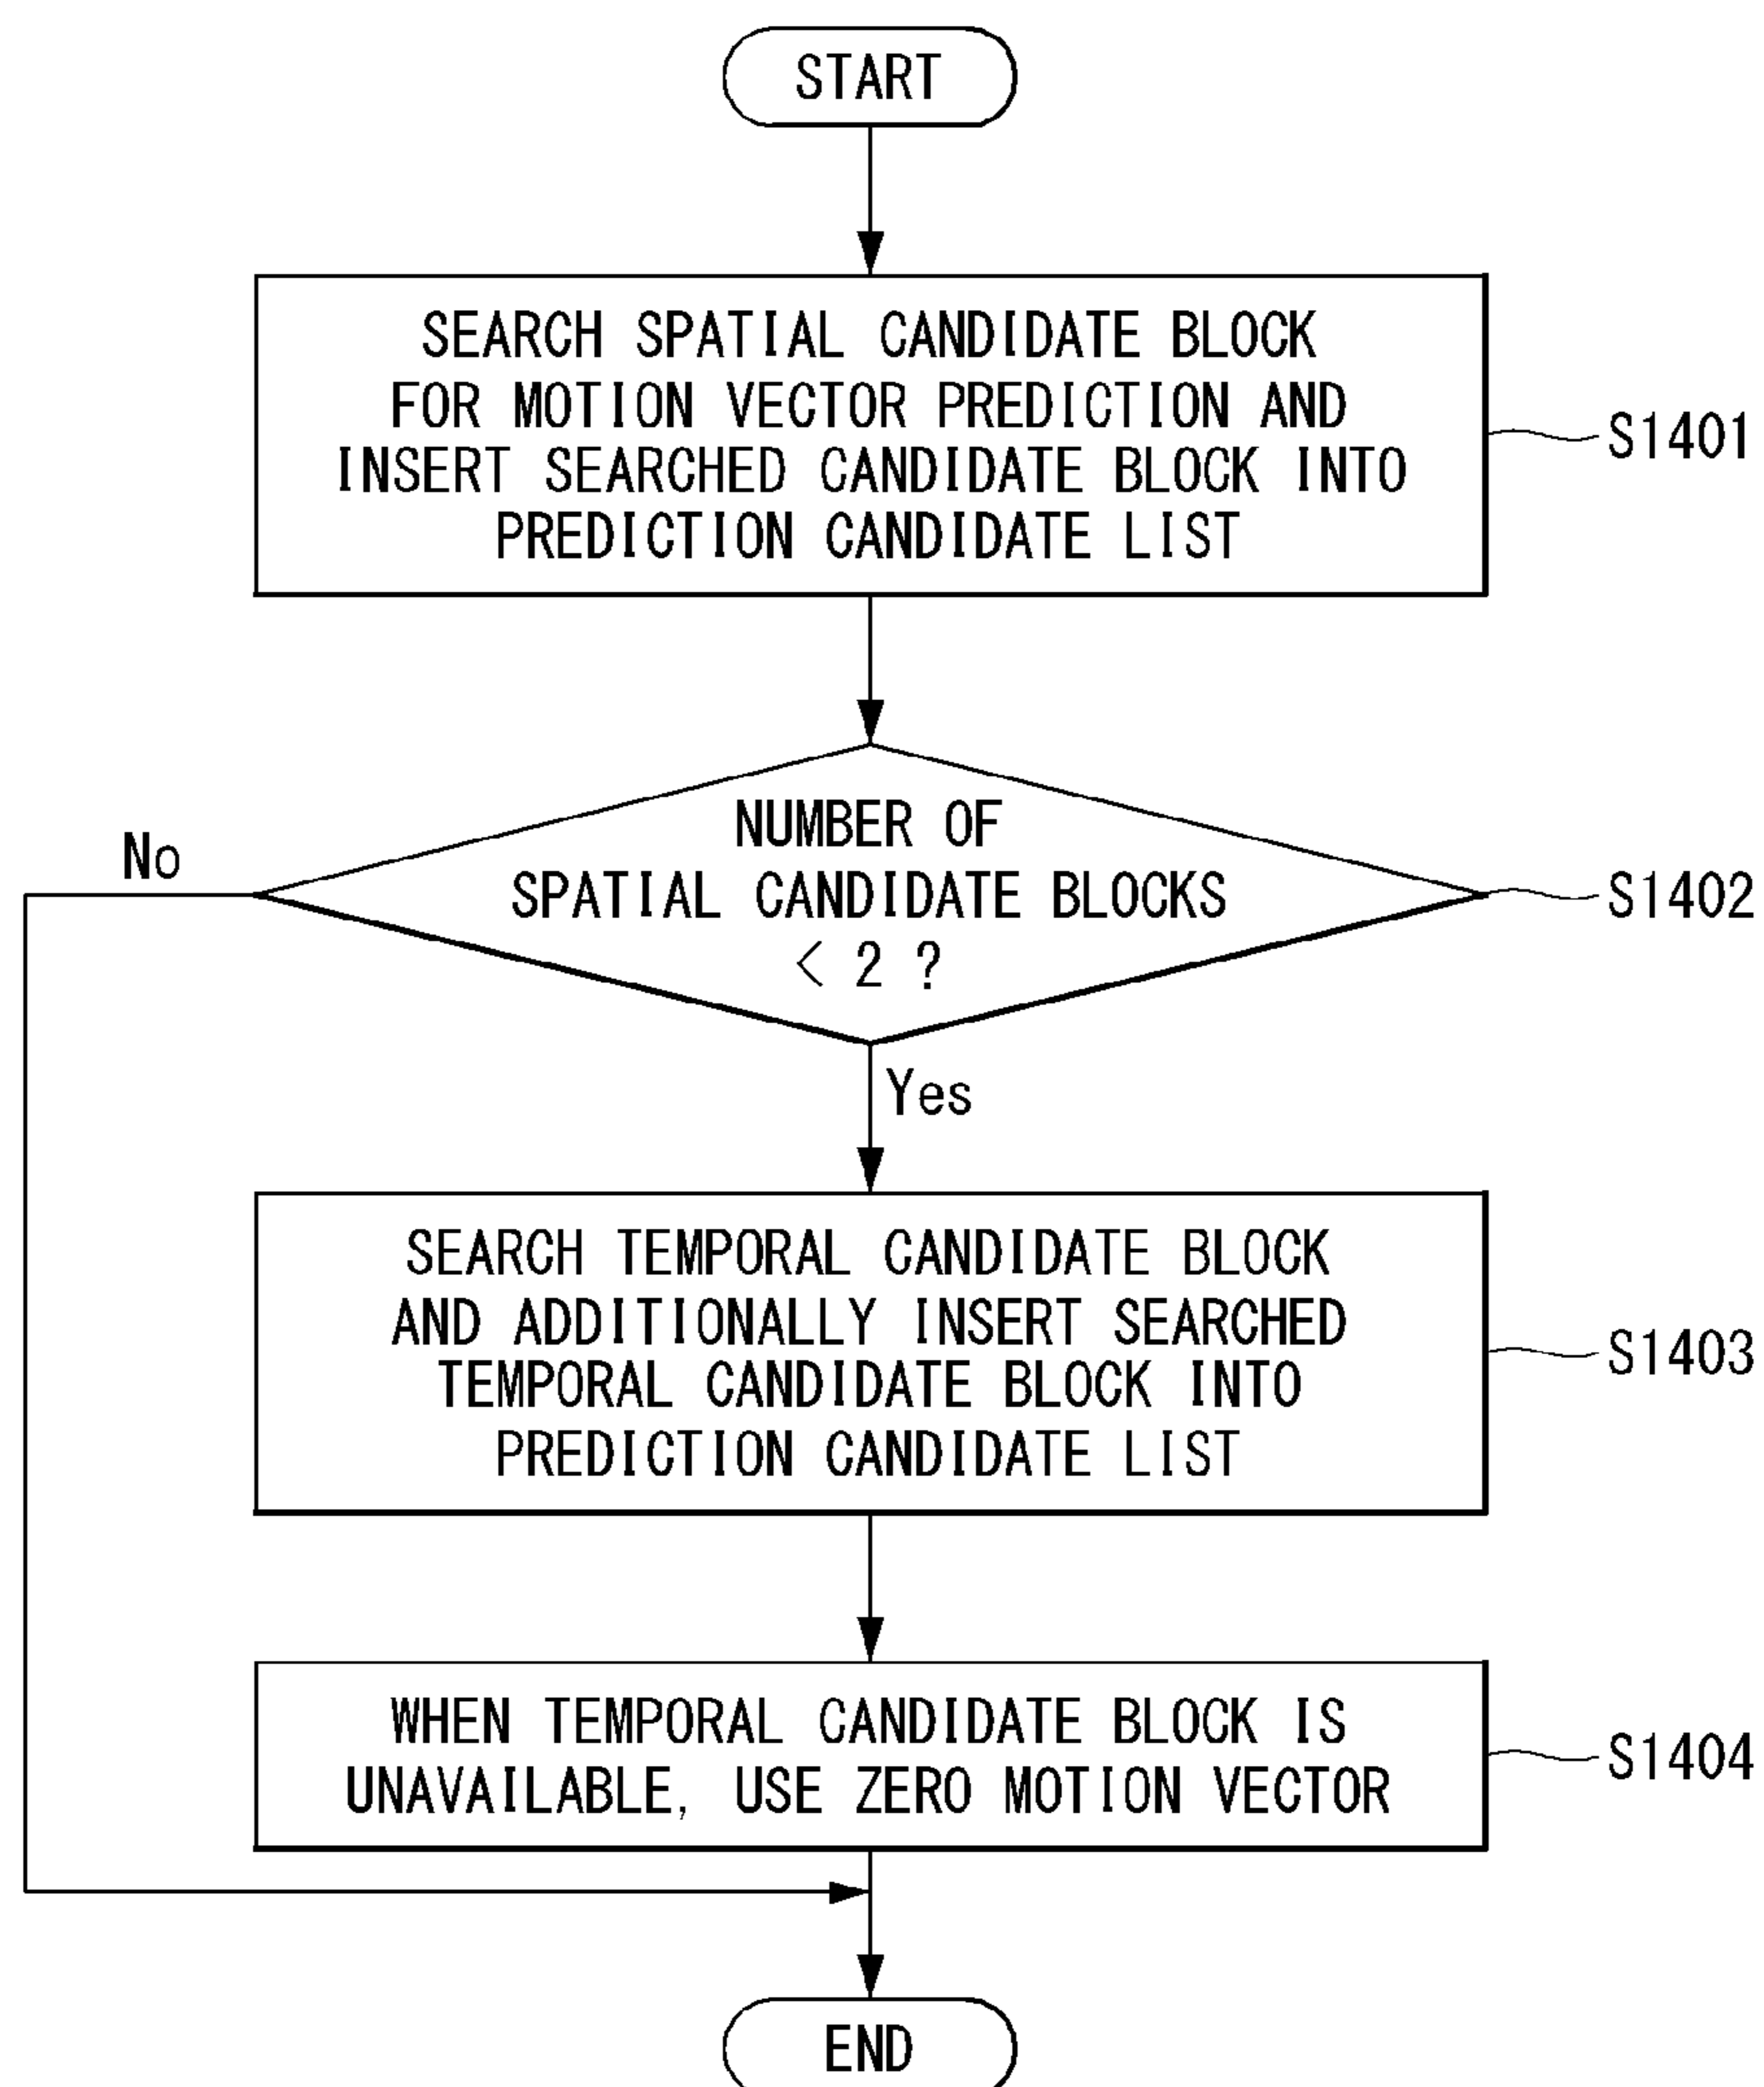 START
SEARCH SPATIAL CANDIDATE BLOCK
FOR MOTION VECTOR PREDICTION AND
INSERT SEARCHED CANDIDATE BLOCK INTO
PREDICTION CANDIDATE LIST
S1401
NUMBER OF
SPATIAL CANDIDATE BLOCKS
< 2 ?
S1402
No
Yes
SEARCH TEMPORAL CANDIDATE BLOCK
AND ADDITIONALLY INSERT SEARCHED
TEMPORAL CANDIDATE BLOCK INTO
PREDICTION CANDIDATE LIST
S1403
WHEN TEMPORAL CANDIDATE BLOCK IS
UNAVAILABLE, USE ZERO MOTION VECTOR
S1404
END